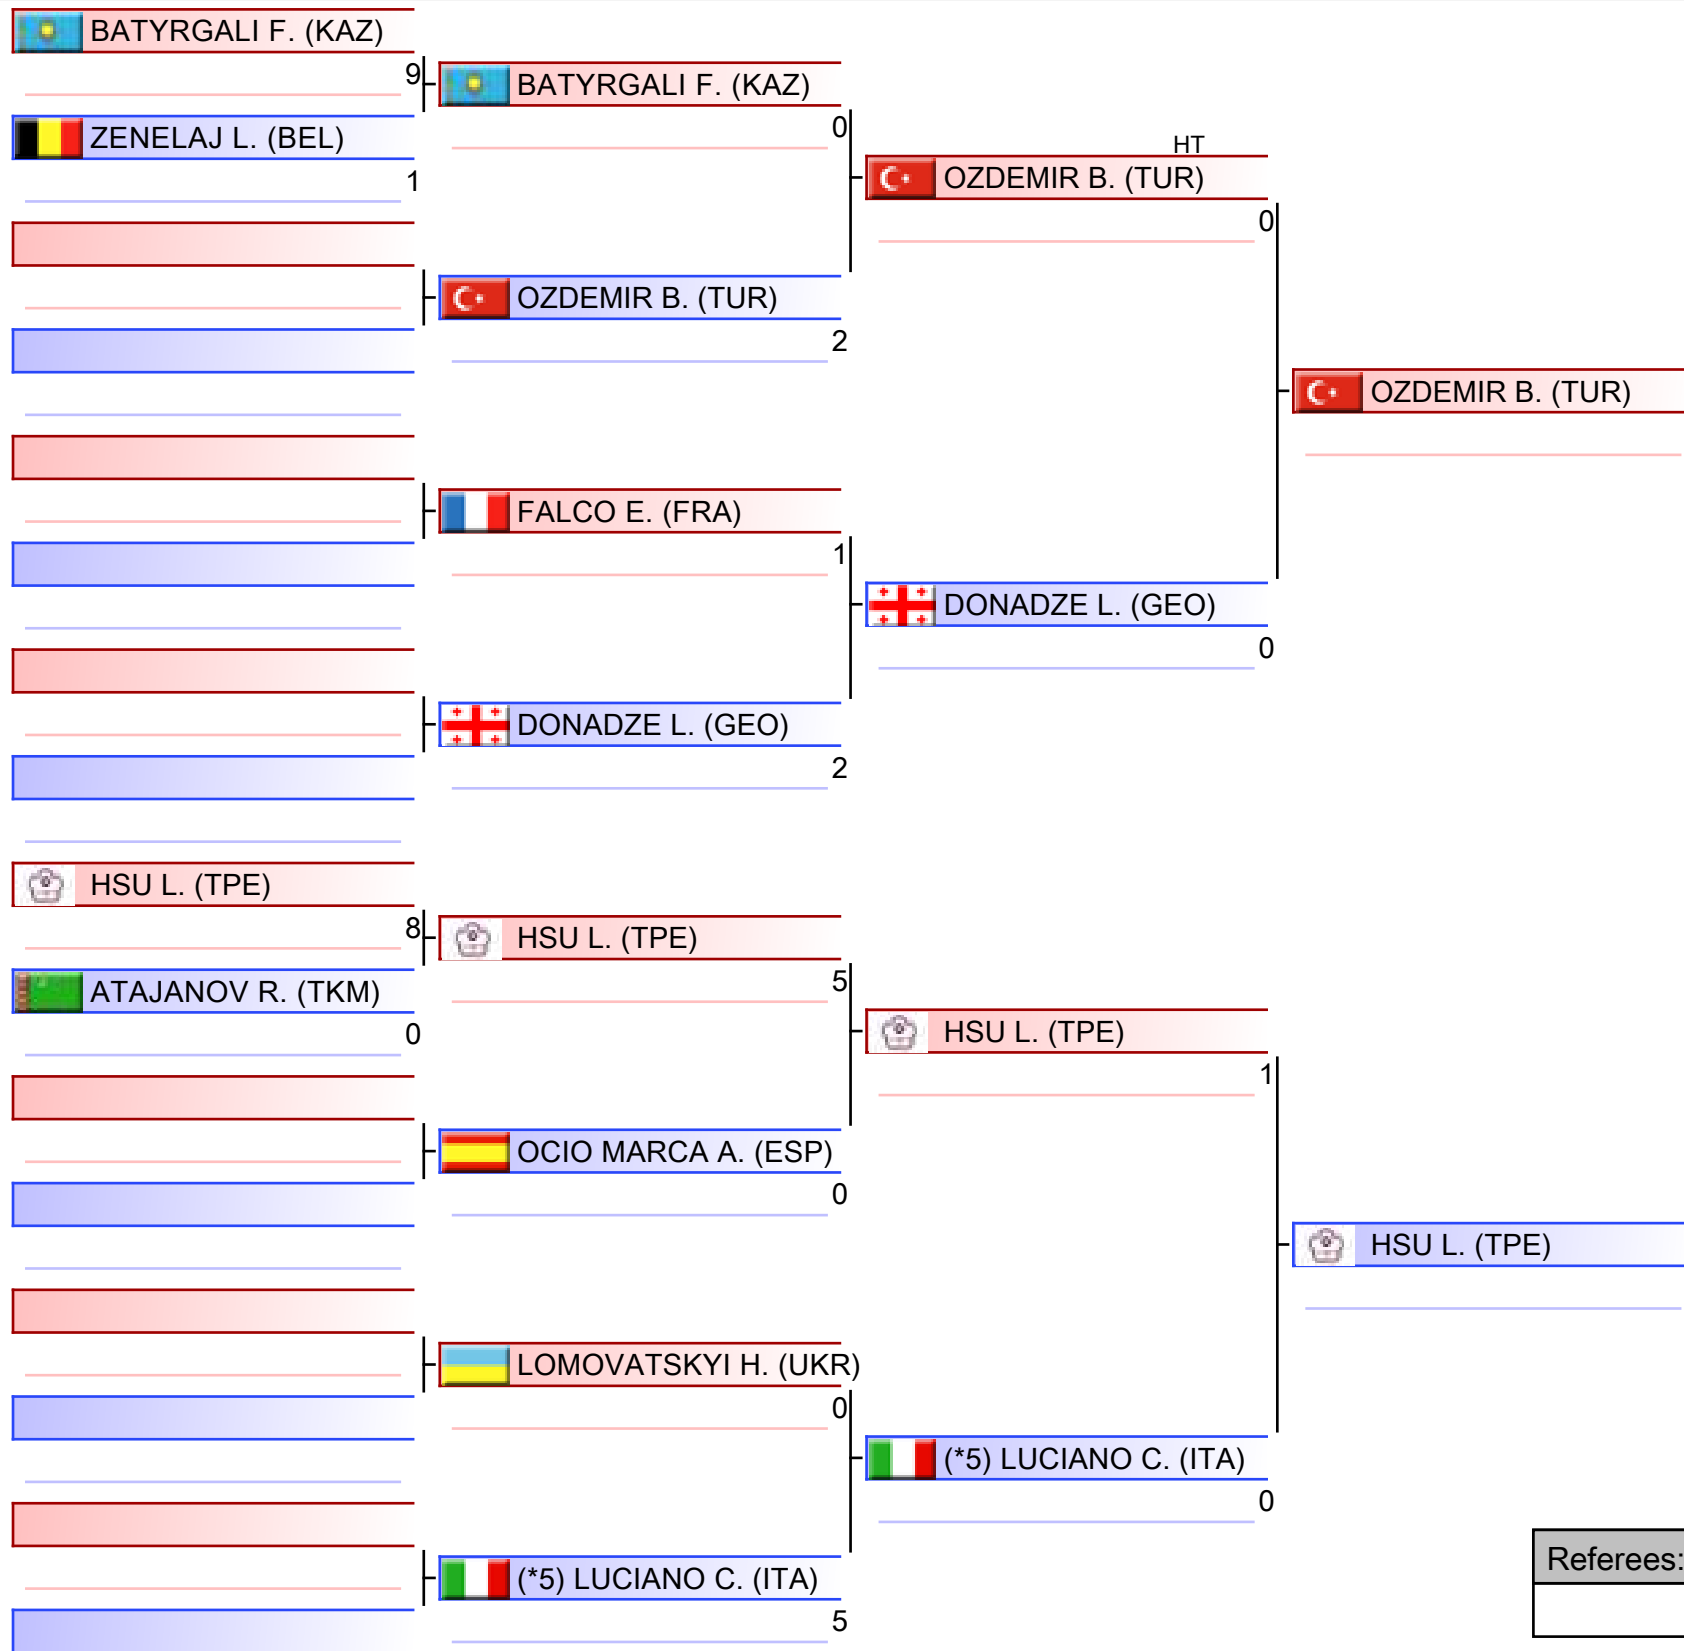 BATYRGALI F. (KAZ)
9
ZENELAJ L. (BEL)
1
BATYRGALI F. (KAZ)
0
OZDEMIR B. (TUR)
2
HT
OZDEMIR B. (TUR)
0
FALCO E. (FRA)
1
DONADZE L. (GEO)
2
DONADZE L. (GEO)
0
OZDEMIR B. (TUR)
HSU L. (TPE)
8
ATAJANOV R. (TKM)
0
HSU L. (TPE)
5
OCIO MARCA A. (ESP)
0
HSU L. (TPE)
1
LOMOVATSKYI H. (UKR)
0
(*5) LUCIANO C. (ITA)
5
(*5) LUCIANO C. (ITA)
0
HSU L. (TPE)
Referees: